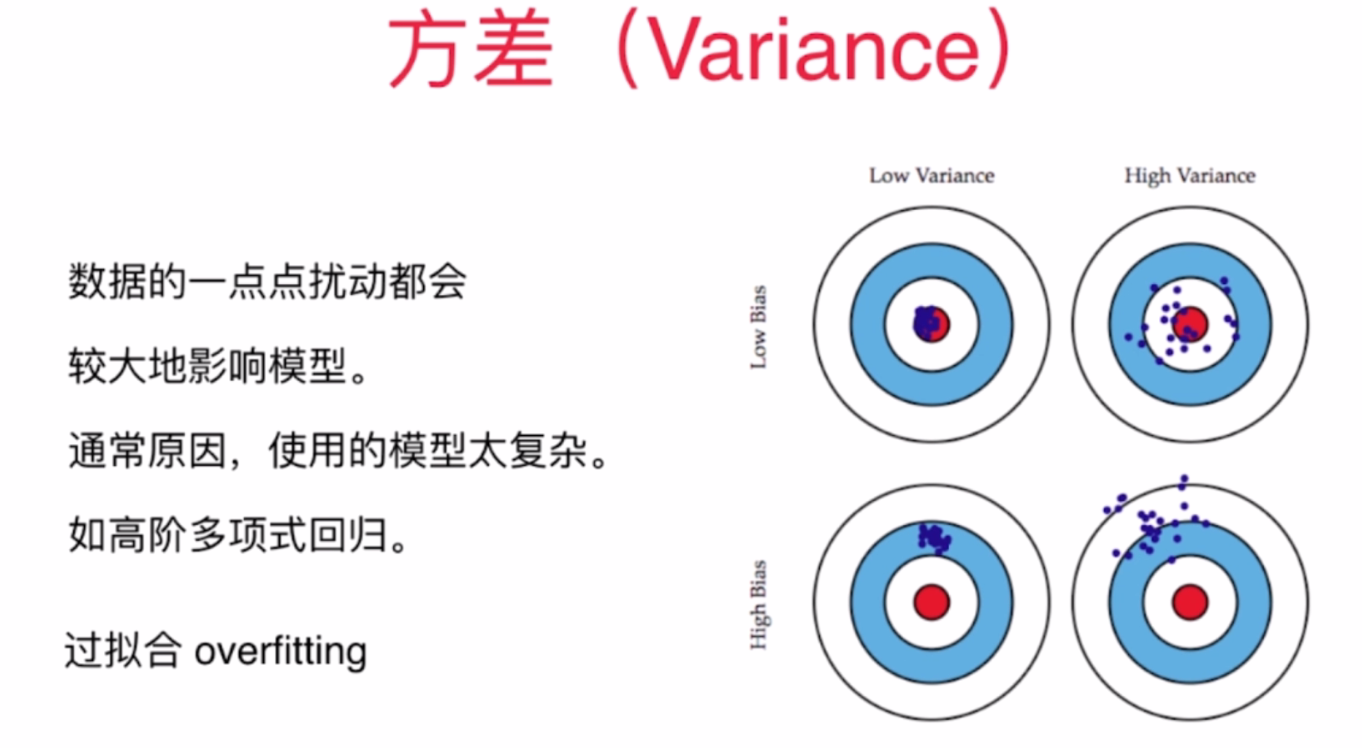 方差（Variance）
数据的一点点扰动都会
较大地影响模型。
通常原因，使用的模型太复杂。
如高阶多项式回归。
过拟合 overfitting
Low Variance
High Variance
Low Bias
High Bias